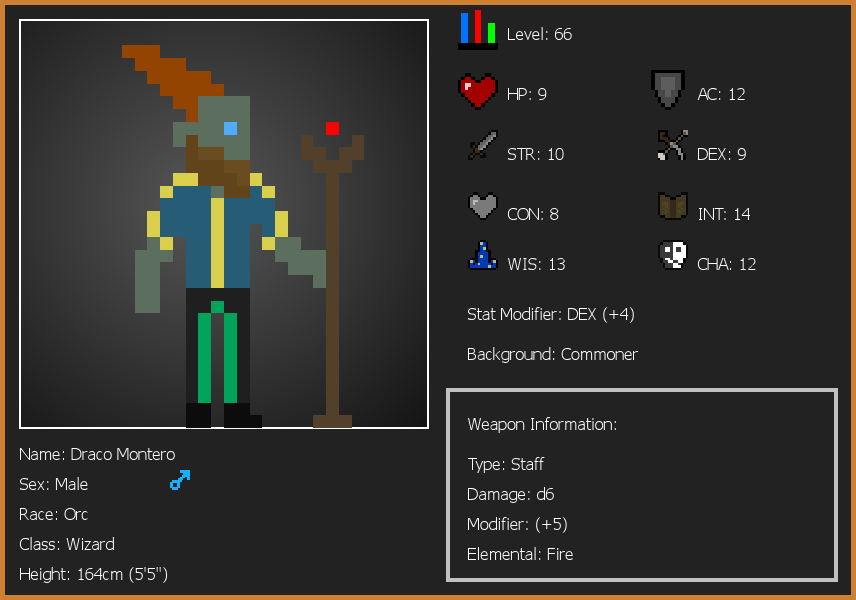 Level: 66
HP: 9
AC: 12
STR: 10
DEX: 9
CON: 8
INT: 14
WIS: 13
CHA: 12
Stat Modifier: DEX (+4)
Background: Commoner
Weapon Information:
Type: Staff
Damage: d6
Modifier: (+5)
Elemental: Fire
Name: Draco Montero
Sex: Male
Race: Orc
Class: Wizard
Height: 164cm (5'5")